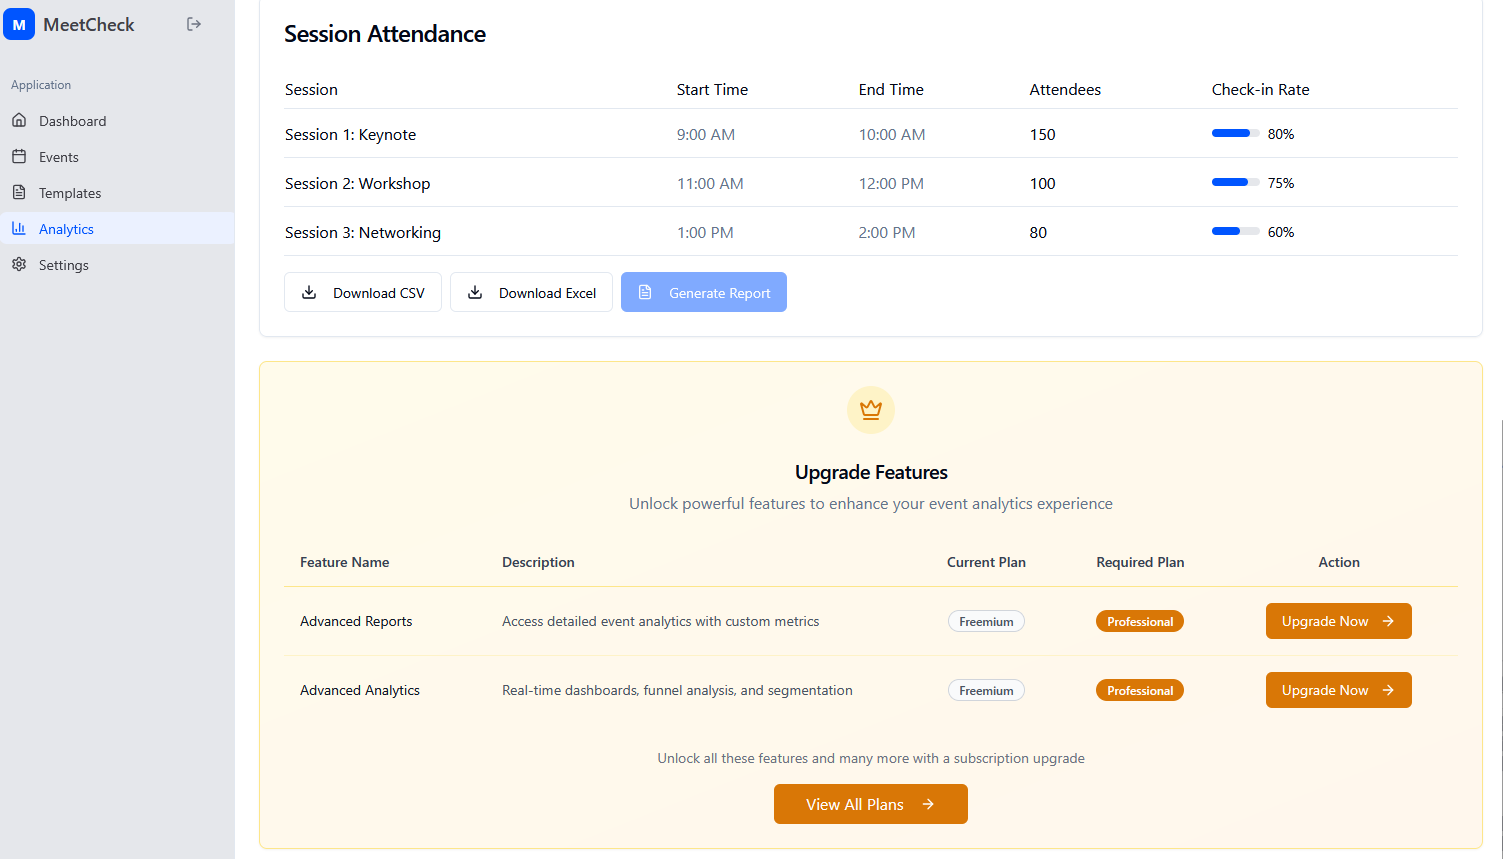 M MeetCheck
Application
Dashboard
Events
Templates
Analytics
Settings
Session Attendance
Session Start Time End Time Attendees Check-in Rate
Session 1: Keynote 9:00 AM 10:00 AM 150 80%
Session 2: Workshop 11:00 AM 12:00 PM 100 75%
Session 3: Networking 1:00 PM 2:00 PM 80 60%
Download CSV Download Excel Generate Report
Upgrade Features
Unlock powerful features to enhance your event analytics experience
Feature Name Description Current Plan Required Plan Action
Advanced Reports Access detailed event analytics with custom metrics Freemium Professional Upgrade Now
Advanced Analytics Real-time dashboards, funnel analysis, and segmentation Freemium Professional Upgrade Now
Unlock all these features and many more with a subscription upgrade
View All Plans